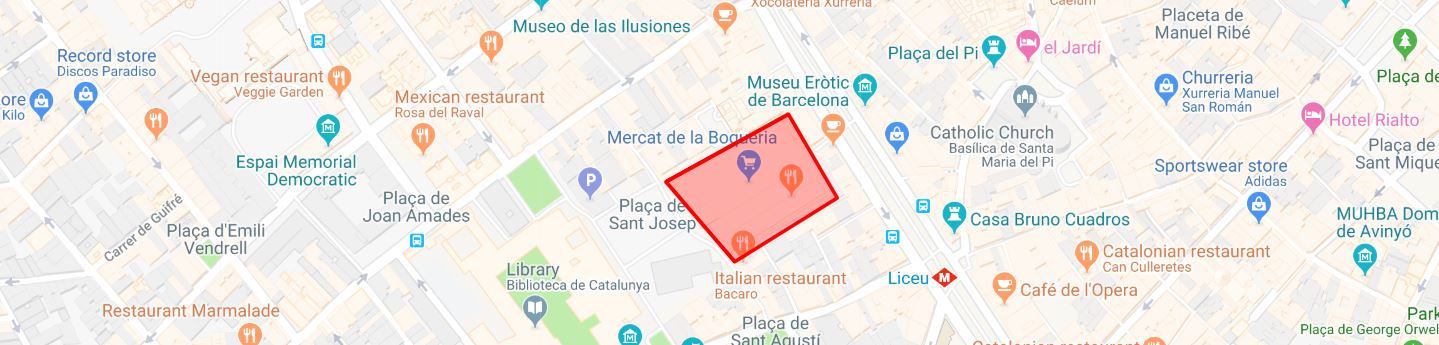 Xocolateria Xurreria
Caelum
Museo de las Ilusiones
Placeta de
Manuel Ribé
Record store
Discos Paradiso
Plaça del Pi
el Jardí
Vegan restaurant
Veggie Garden
Museu Eròtic
de Barcelona
Churreria
Xurreria Manuel
San Román
Plaça de
ore
Kilo
Mexican restaurant
Rosa del Raval
Hotel Rialto
Mercat de la Boqueria
Catholic Church
Basílica de Santa
Maria del Pi
Espai Memorial
Democratic
P
Sportswear store
Adidas
Plaça de
Sant Mique
Plaça de
Joan Amades
Plaça de
Sant Josep
Carrer de Guifré
Plaça d'Emili
Vendrell
Casa Bruno Cuadros
MUHBA Dom
de Avinyó
Library
Biblioteca de Catalunya
Italian restaurant
Bacaro
Liceu
M
Catalonian restaurant
Can Culleretes
Café de l'Opera
Restaurant Marmalade
Plaça de
Sant Agustí
Park
Plaça de George Orwel
Catalonian restaurant